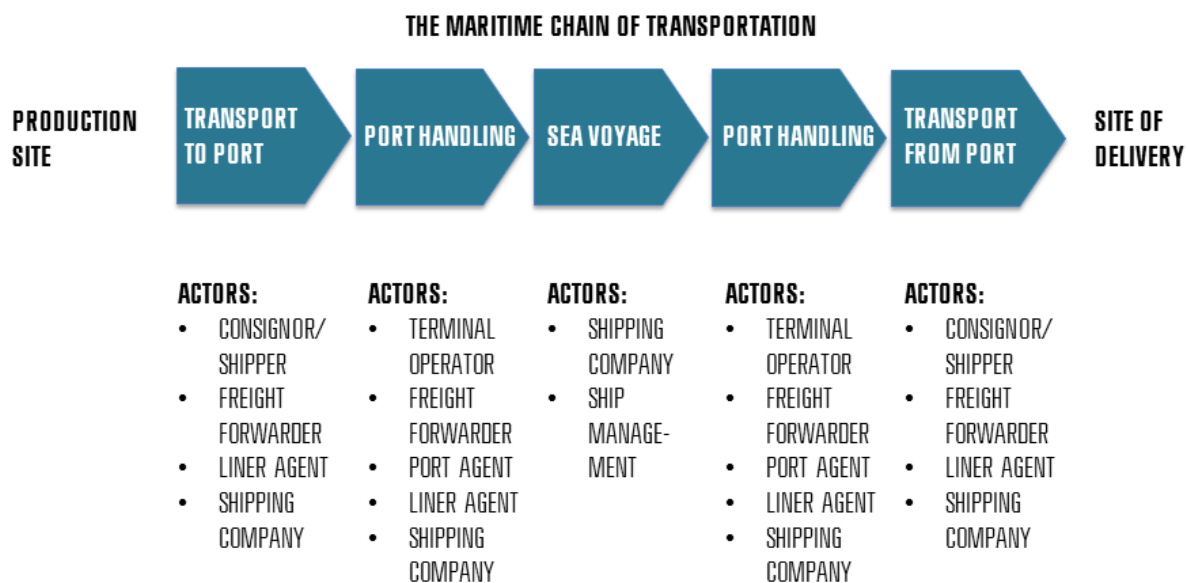 THE MARITIME CHAIN OF TRANSPORTATION
PRODUCTION
SITE
TRANSPORT
TO PORT
PORT HANDLING
SEA VOYAGE
PORT HANDLING
TRANSPORT
FROM PORT
SITE OF
DELIVERY
ACTORS:
• CONSIGNOR/
SHIPPER
• FREIGHT
FORWARDER
• LINER AGENT
• SHIPPING
COMPANY
ACTORS:
• TERMINAL
OPERATOR
• FREIGHT
FORWARDER
• PORT AGENT
• LINER AGENT
• SHIPPING
COMPANY
ACTORS:
• SHIPPING
COMPANY
• SHIP
MANAGE-
MENT
ACTORS:
• TERMINAL
OPERATOR
• FREIGHT
FORWARDER
• PORT AGENT
• LINER AGENT
• SHIPPING
COMPANY
ACTORS:
• CONSIGNOR/
SHIPPER
• FREIGHT
FORWARDER
• LINER AGENT
• SHIPPING
COMPANY